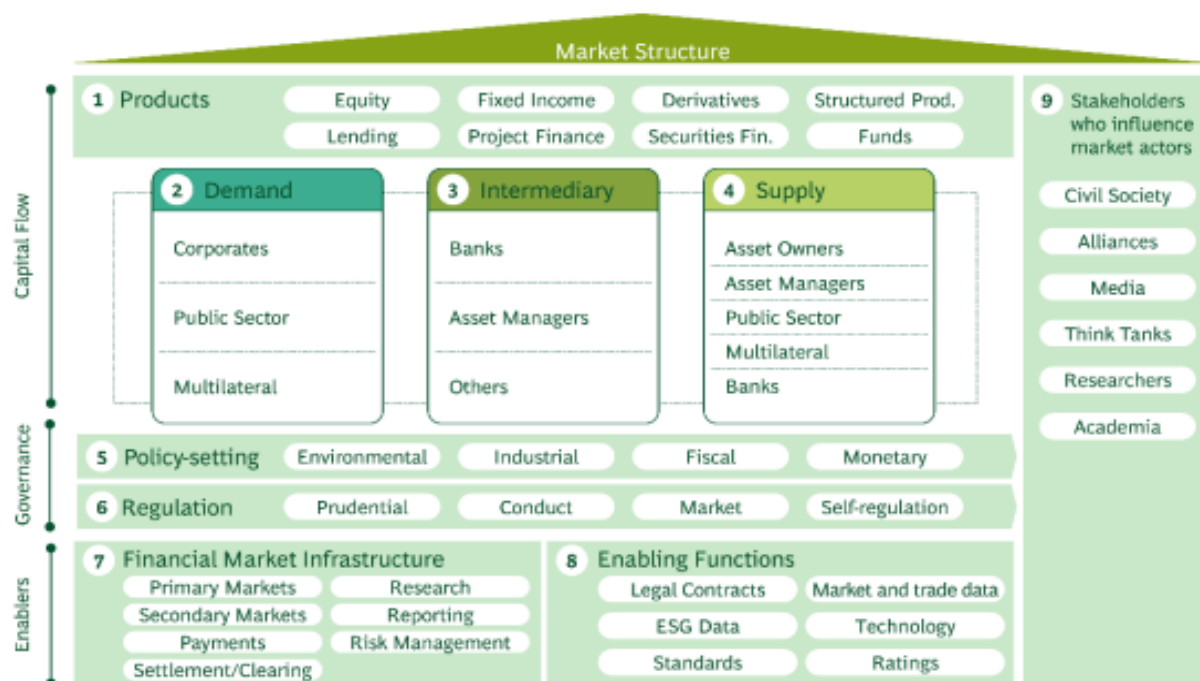 Market Structure
Capital Flow
1 Products
Equity
Fixed Income
Derivatives
Structured Prod.
Lending
Project Finance
Securities Fin.
Funds
2 Demand
Corporates
Public Sector
Multilateral
3 Intermediary
Banks
Asset Managers
Others
4 Supply
Asset Owners
Asset Managers
Public Sector
Multilateral
Banks
Governance
5 Policy-setting
Environmental
Industrial
Fiscal
Monetary
6 Regulation
Prudential
Conduct
Market
Self-regulation
Enablers
7 Financial Market Infrastructure
Primary Markets
Research
Secondary Markets
Reporting
Payments
Risk Management
Settlement/Clearing
8 Enabling Functions
Legal Contracts
Market and trade data
ESG Data
Technology
Standards
Ratings
9 Stakeholders
who influence
market actors
Civil Society
Alliances
Media
Think Tanks
Researchers
Academia